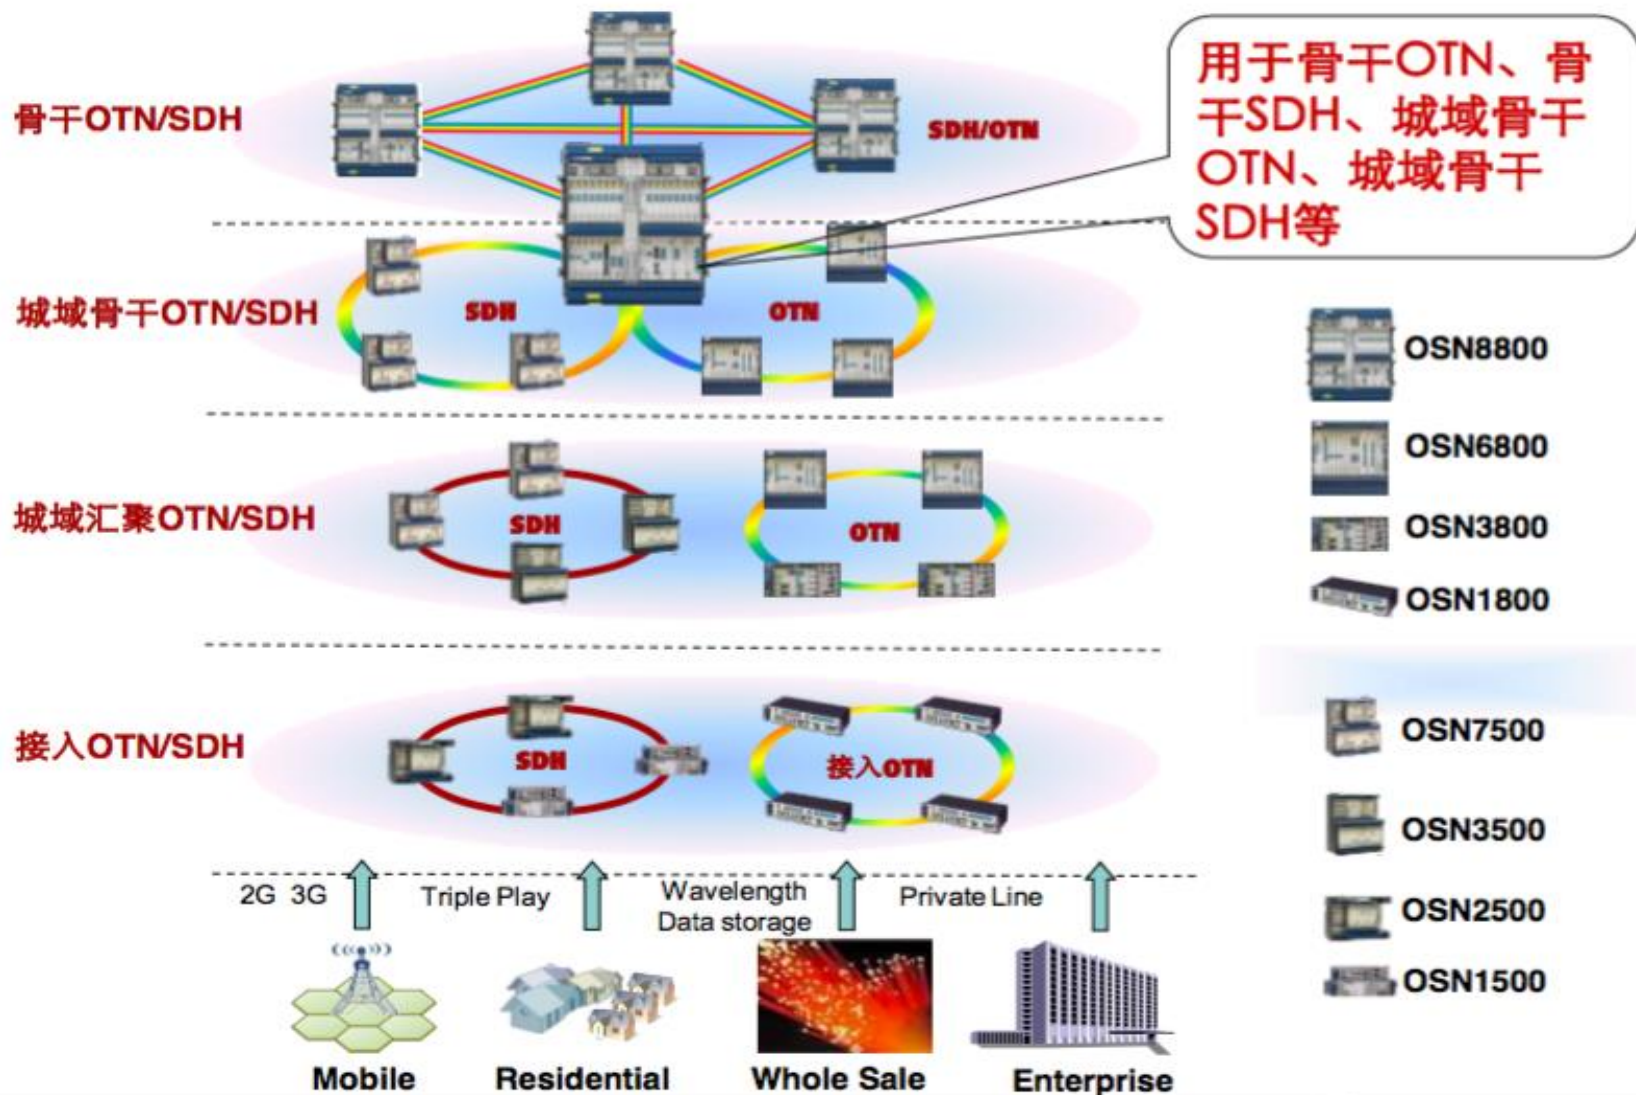 骨干OTN/SDH
SDH/OTN
用于骨干OTN、骨
干SDH、城域骨干
OTN、城域骨干
SDH等
城域骨干OTN/SDH
SDH
OTN
城域汇聚OTN/SDH
SDH
OTN
接入OTN/SDH
SDH
接入OTN
2G 3G
Triple Play
Wavelength
Data storage
Private Line
Mobile
Residential
Whole Sale
Enterprise
OSN8800
OSN6800
OSN3800
OSN1800
OSN7500
OSN3500
OSN2500
OSN1500